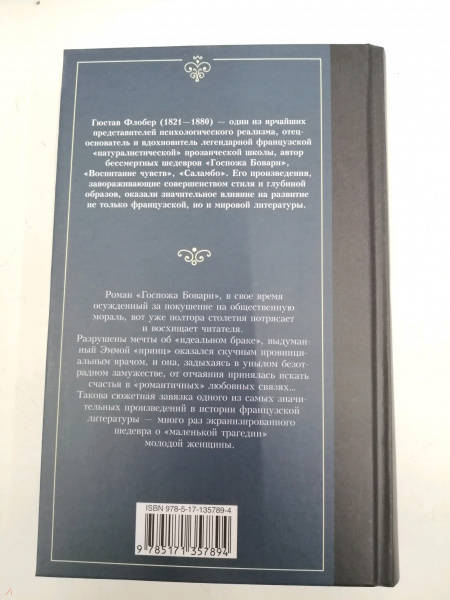 Гюстав Флобер (1821—1880) — один из ярчайших
представителей психологического реализма, отец-
основатель и вдохновитель легендарной французской
«натуралистической» прозаической школы, автор
бессмертных шедевров «Госпожа Бовари»,
«Воспитание чувств», «Саламбо». Его произведения,
завораживающие совершенством стиля и глубиной
образов, оказали значительное влияние на развитие
не только французской, но и мировой литературы.
Роман «Госпожа Бовари», в свое время
осужденный за покушение на общественную
мораль, вот уже полтора столетия потрясает
и восхищает читателя.
Разрушены мечты об «идеальном браке», выдуман-
ный Эммой «принц» оказался скучным провинци-
альным врачом, и она, задыхаясь в унылом безот-
радном замужестве, от отчаяния принялась искать
счастья в «романтичных» любовных связях...
Такова сюжетная завязка одного из самых значи-
тельных произведений в истории французской
литературы — много раз экранизированного
шедевра о «маленькой трагедии»
молодой женщины.
ISBN 978-5-17-135789-4
9 785171 357894